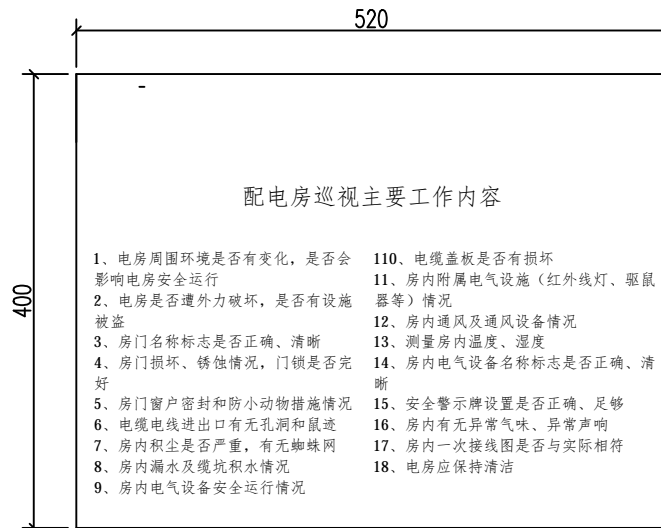 520
400
配电房巡视主要工作内容
1、电房周围环境是否有变化，是否会
影响电房安全运行
2、电房是否遭外力破坏，是否有设施
被盗
3、房门名称标志是否正确、清晰
4、房门损坏、锈蚀情况，门锁是否完
好
5、房门窗户密封和防小动物措施情况
6、电缆电线进出口有无孔洞和鼠迹
7、房内积尘是否严重，有无蜘蛛网
8、房内漏水及缆坑积水情况
9、房内电气设备安全运行情况
110、电缆盖板是否有损坏
11、房内附属电气设施（红外线灯、驱鼠
器等）情况
12、房内通风及通风设备情况
13、测量房内温度、湿度
14、房内电气设备名称标志是否正确、清
晰
15、安全警示牌设置是否正确、足够
16、房内有无异常气味、异常声响
17、房内一次接线图是否与实际相符
18、电房应保持清洁